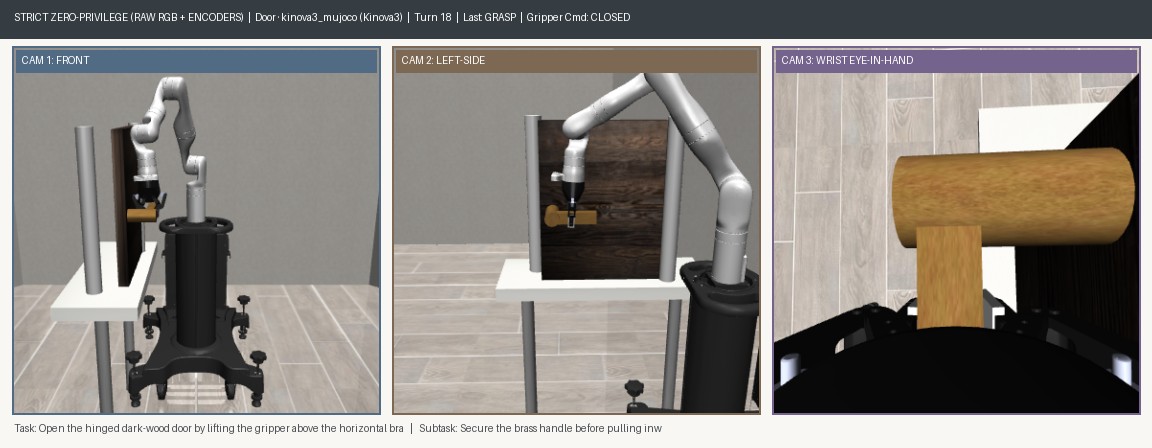 STRICT ZERO-PRIVILEGE (RAW RGB + ENCODERS) | Door · kinova3_mujoco (Kinova3) | Turn 18 | Last GRASP | Gripper Cmd: CLOSED
CAM 1: FRONT
CAM 2: LEFT-SIDE
CAM 3: WRIST EYE-IN-HAND
Task: Open the hinged dark-wood door by lifting the gripper above the horizontal bra | Subtask: Secure the brass handle before pulling inw